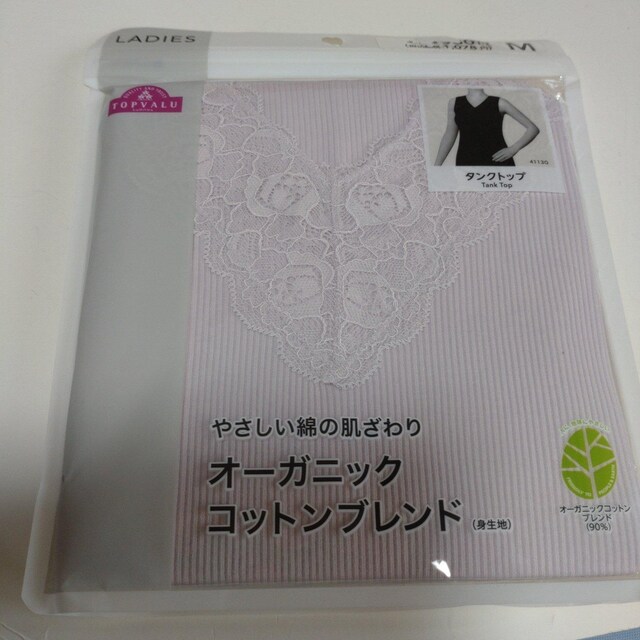 LADIES
M
TOPVALU
41130
タンクトップ
Tank Top
やさしい綿の肌ざわり
オーガニック
コットンブレンド (身生地)
オーガニックコットン
ブレンド
(90%)